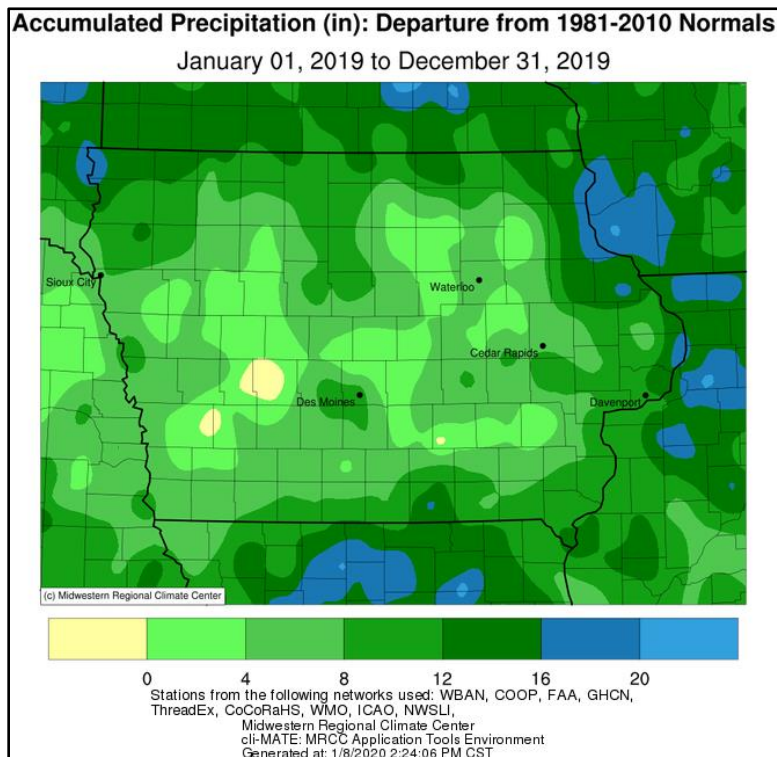 Accumulated Precipitation (in): Departure from 1981-2010 Normals
January 01, 2019 to December 31, 2019
Sioux City
Waterloo
Cedar Rapids
Des Moines
Davenport
(c) Midwestern Regional Climate Center
0 4 8 12 16 20
Stations from the following networks used: WBAN, COOP, FAA, GHCN,
ThreadEx, CoCoRaHS, WMO, ICAO, NWSLI,
Midwestern Regional Climate Center
cli-MATE: MRCC Application Tools Environment
Generated at: 1/8/2020 2:24:06 PM CST